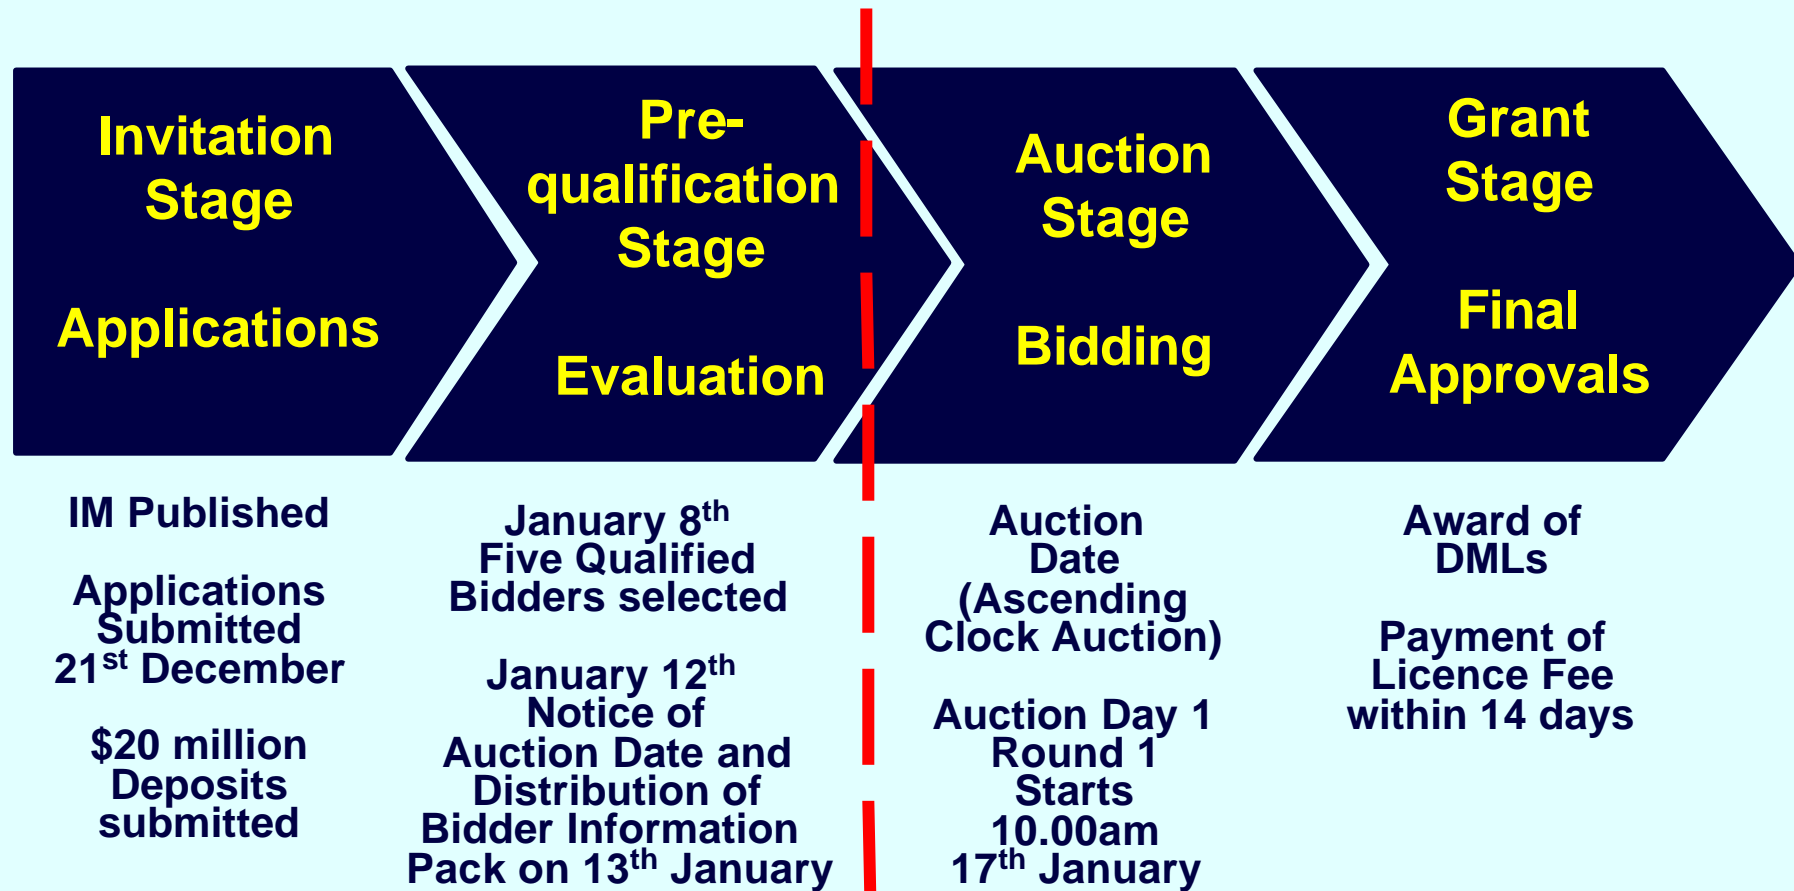 Invitation
Stage
Applications
Pre-
qualification
Stage
Evaluation
Auction
Stage
Bidding
Grant
Stage
Final
Approvals
IM Published
Applications
Submitted
21st December
$20 million
Deposits
submitted
January 8th
Five Qualified
Bidders selected
January 12th
Notice of
Auction Date and
Distribution of
Bidder Information
Pack on 13th January
Auction
Date
(Ascending
Clock Auction)
Auction Day 1
Round 1
Starts
10.00am
17th January
Award of
DMLs
Payment of
Licence Fee
within 14 days